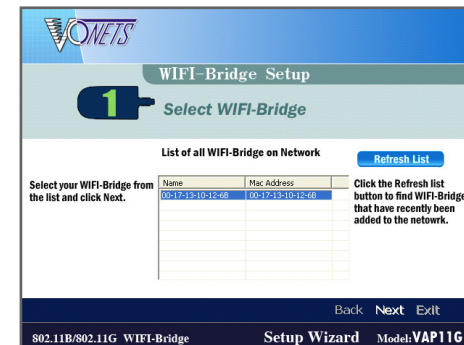 VONETS
WIFI-Bridge Setup
1
Select WIFI-Bridge
List of all WIFI-Bridge on Network
Refresh List
Select your WIFI-Bridge from
the list and click Next.
Name Mac Address
00-17-13-10-12-6B 00-17-13-10-12-6B
Click the Refresh list
button to find WIFI-Bridge
that have recently been
added to the netowrk.
Back Next Exit
802.11B/802.11G WIFI-Bridge Setup Wizard Model:VAP11G